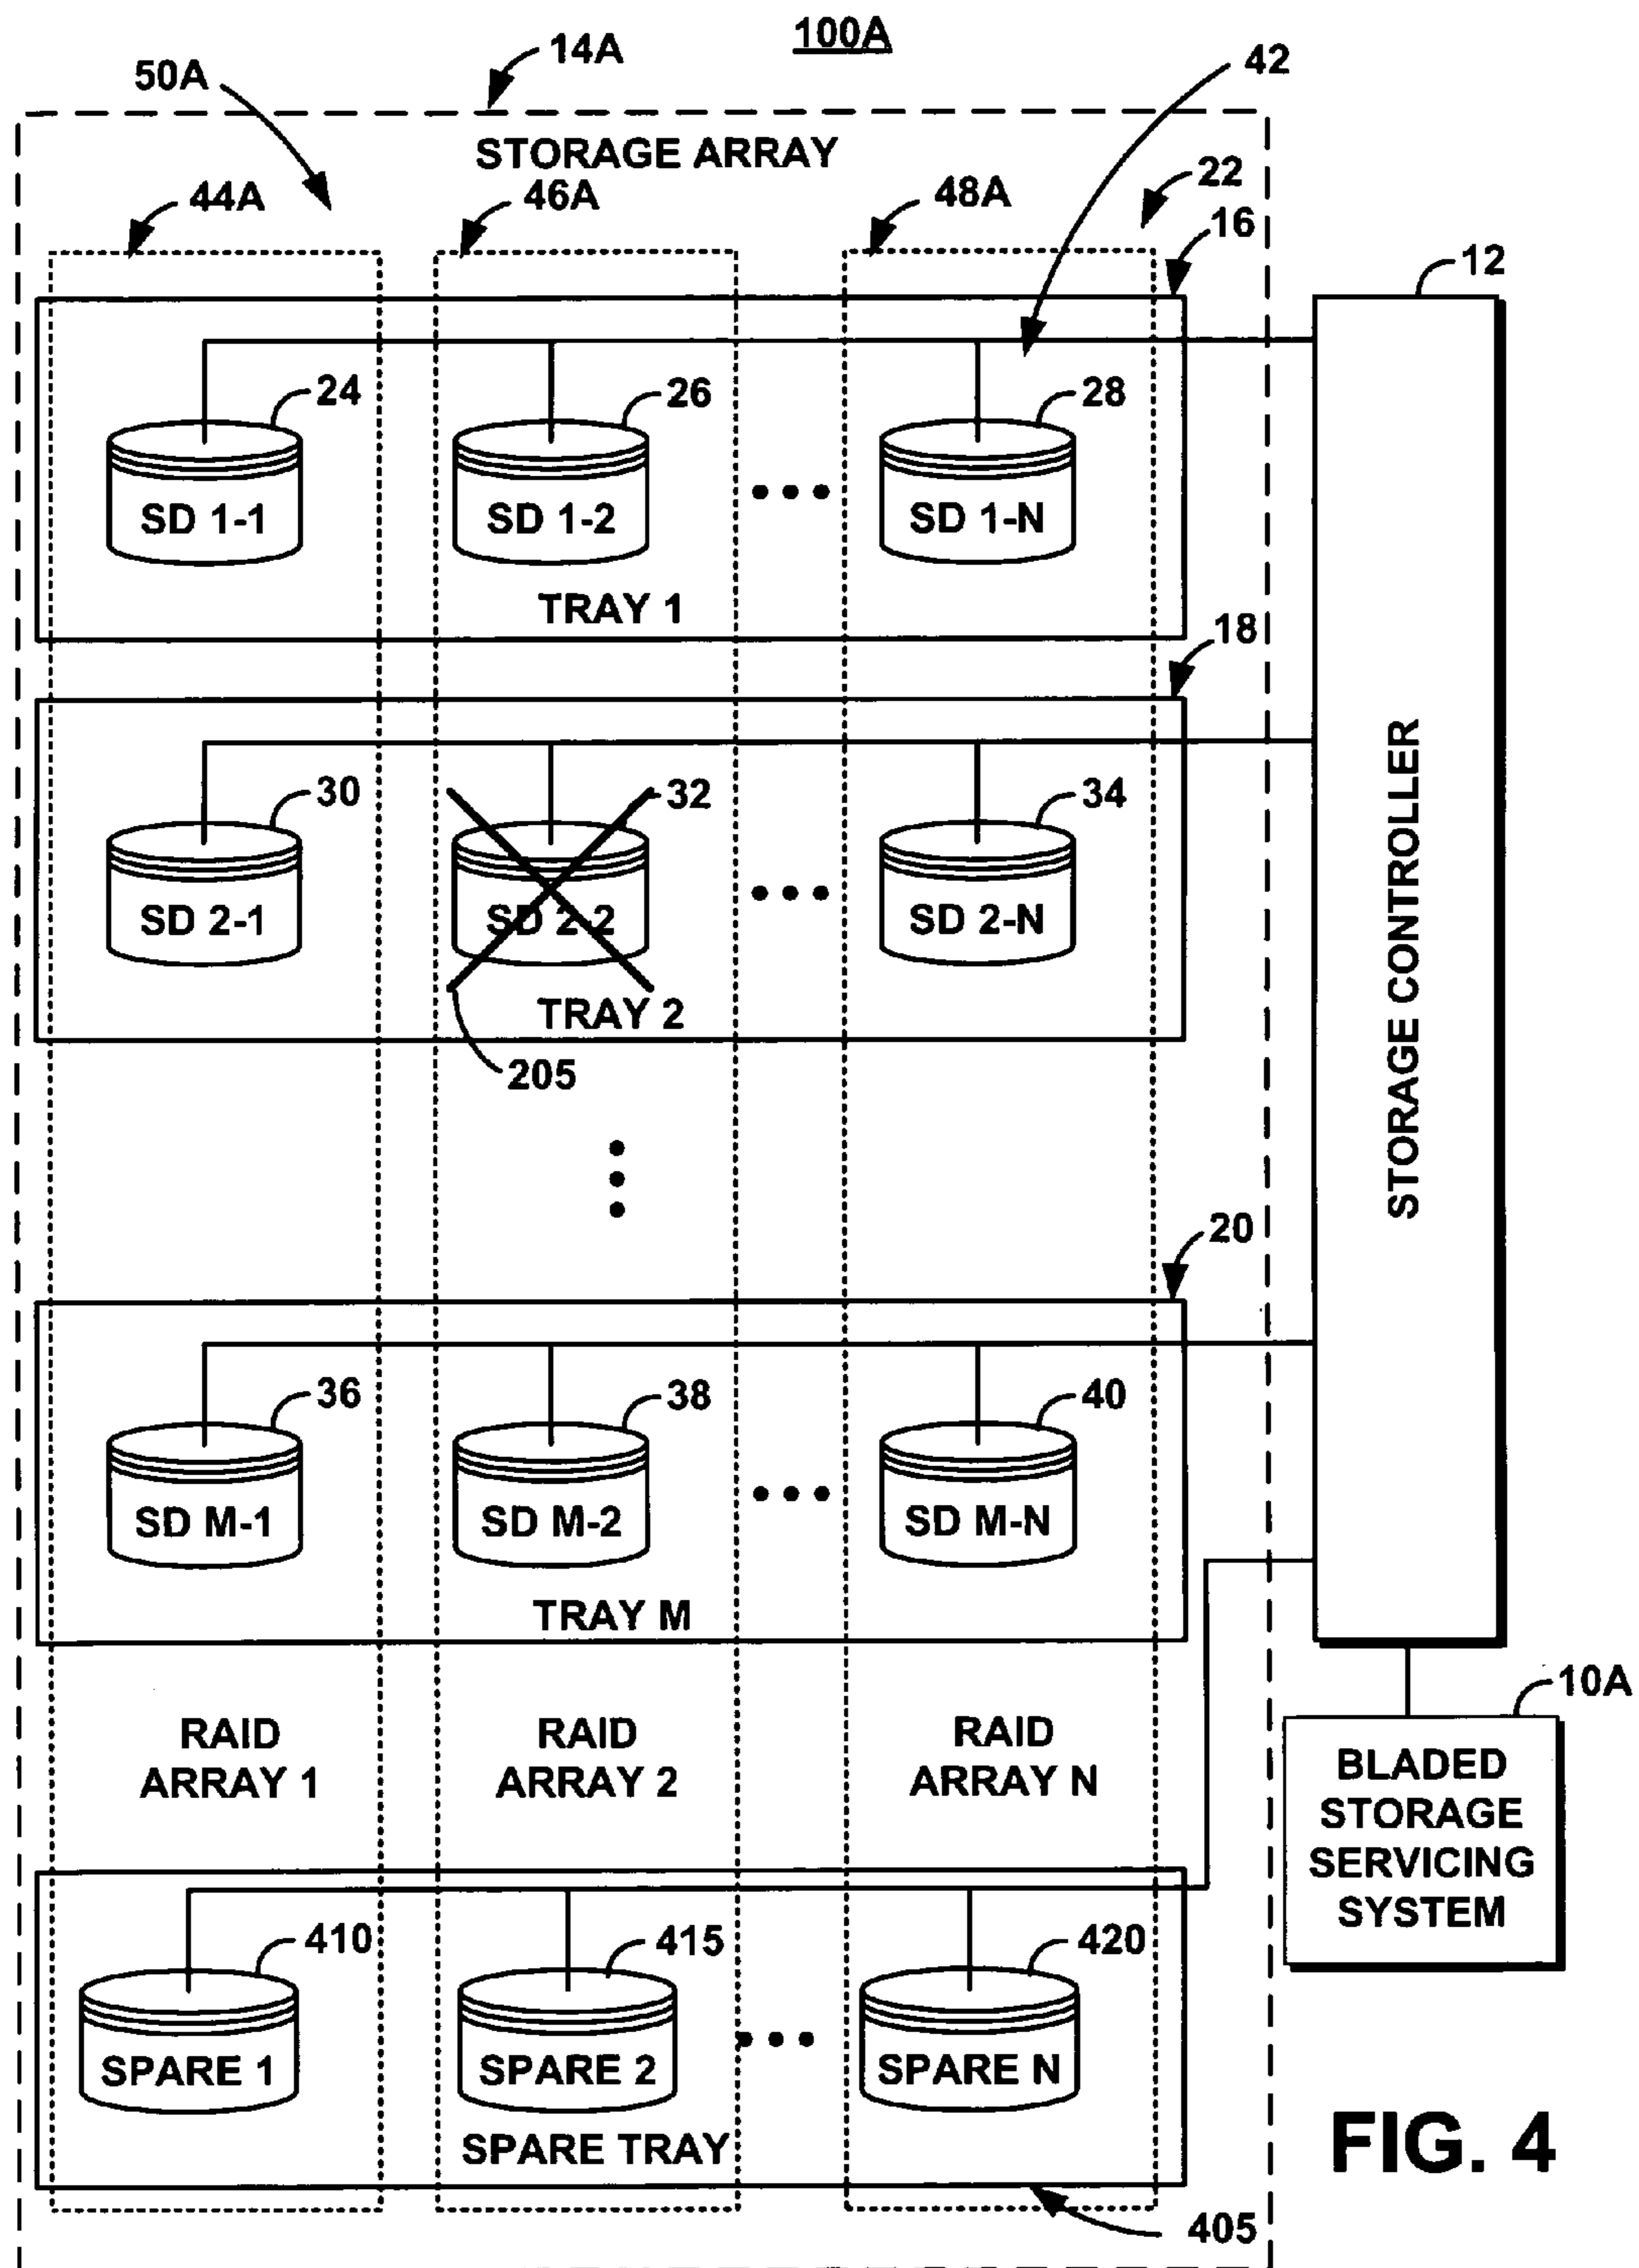 100A
14A
42
50A
STORAGE ARRAY
22
44A
46A
48A
16
12
24
26
28
SD 1-1
SD 1-2
SD 1-N
TRAY 1
18
STORAGE CONTROLLER
30
32
34
SD 2-1
SD 2-2
SD 2-N
TRAY 2
205
20
36
38
40
SD M-1
SD M-2
SD M-N
TRAY M
10A
RAID
ARRAY 1
RAID
ARRAY 2
RAID
ARRAY N
BLADED
STORAGE
SERVICING
SYSTEM
410
415
420
SPARE 1
SPARE 2
SPARE N
SPARE TRAY
405
FIG. 4